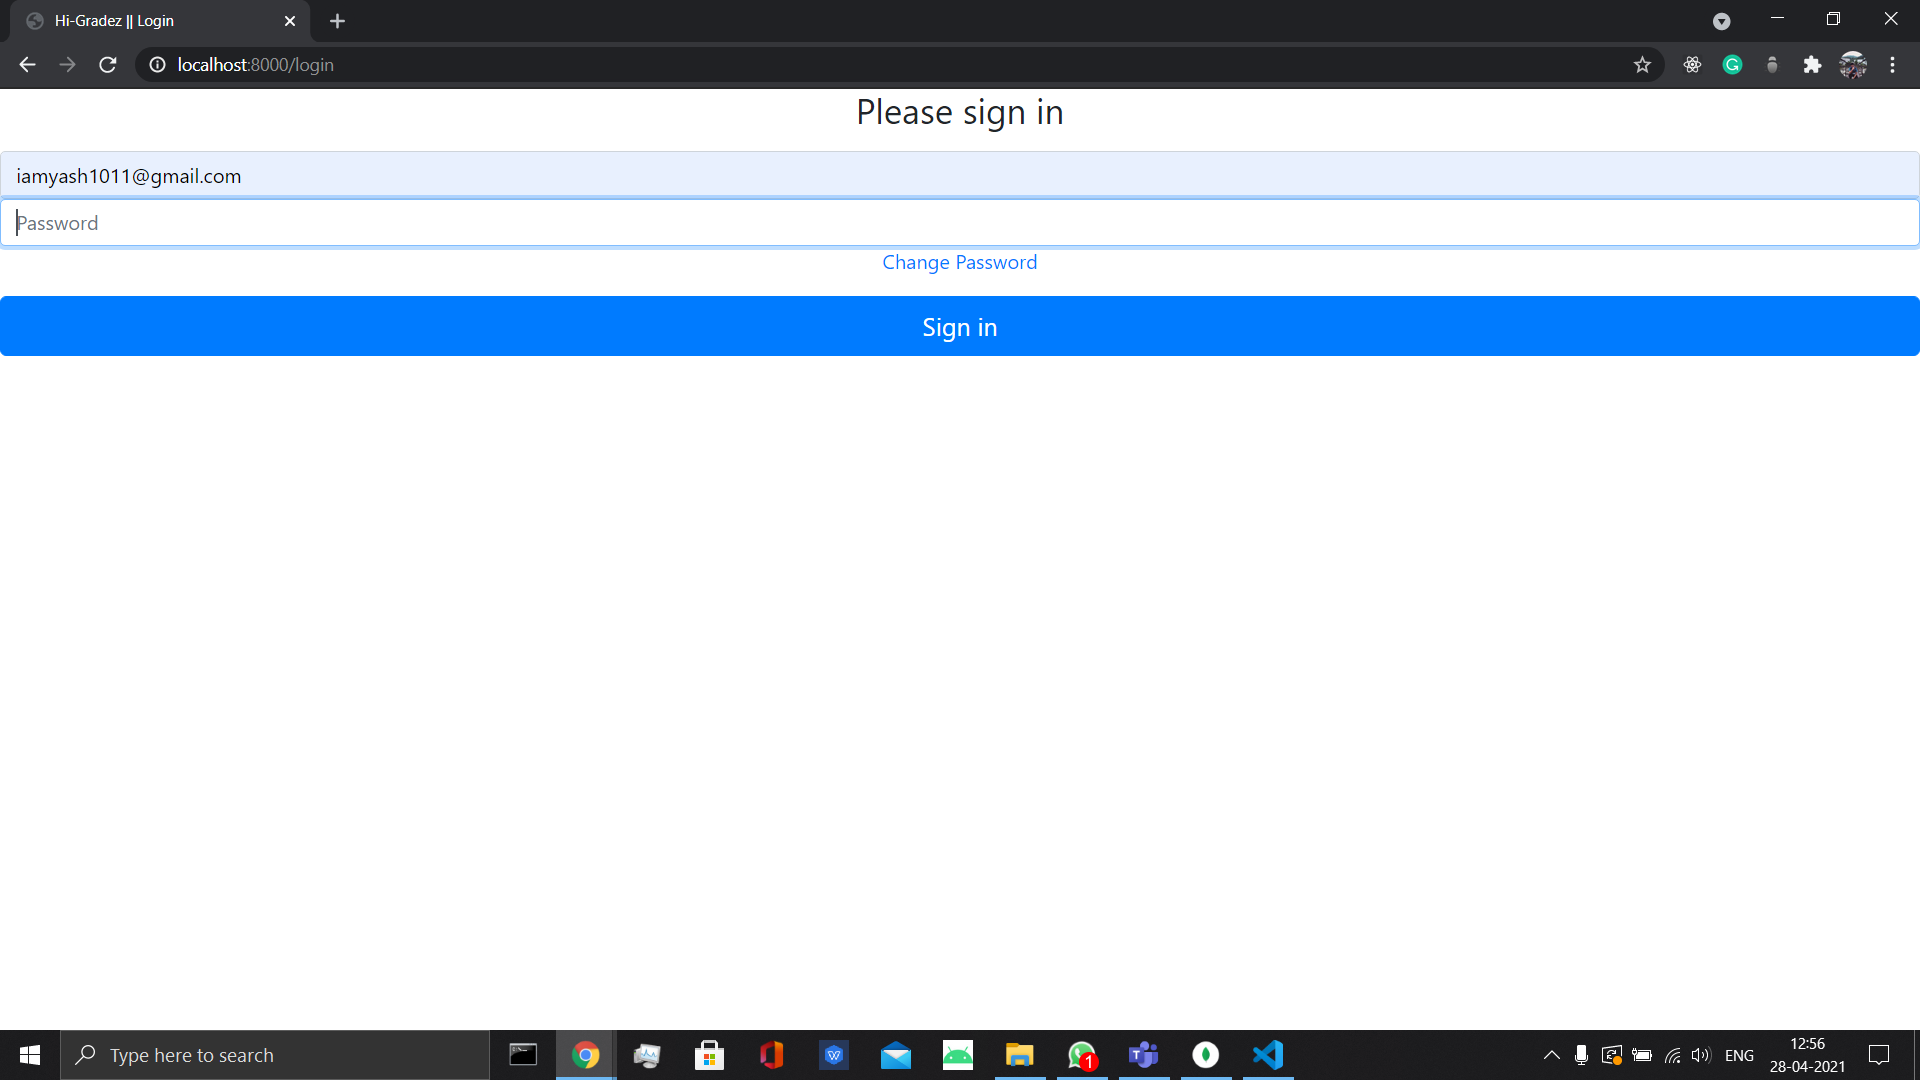 Hi-Gradez || Login
localhost:8000/login
Please sign in
iamyash1011@gmail.com
Password
Change Password
Sign in
Type here to search
1
ENG
12:56
28-04-2021